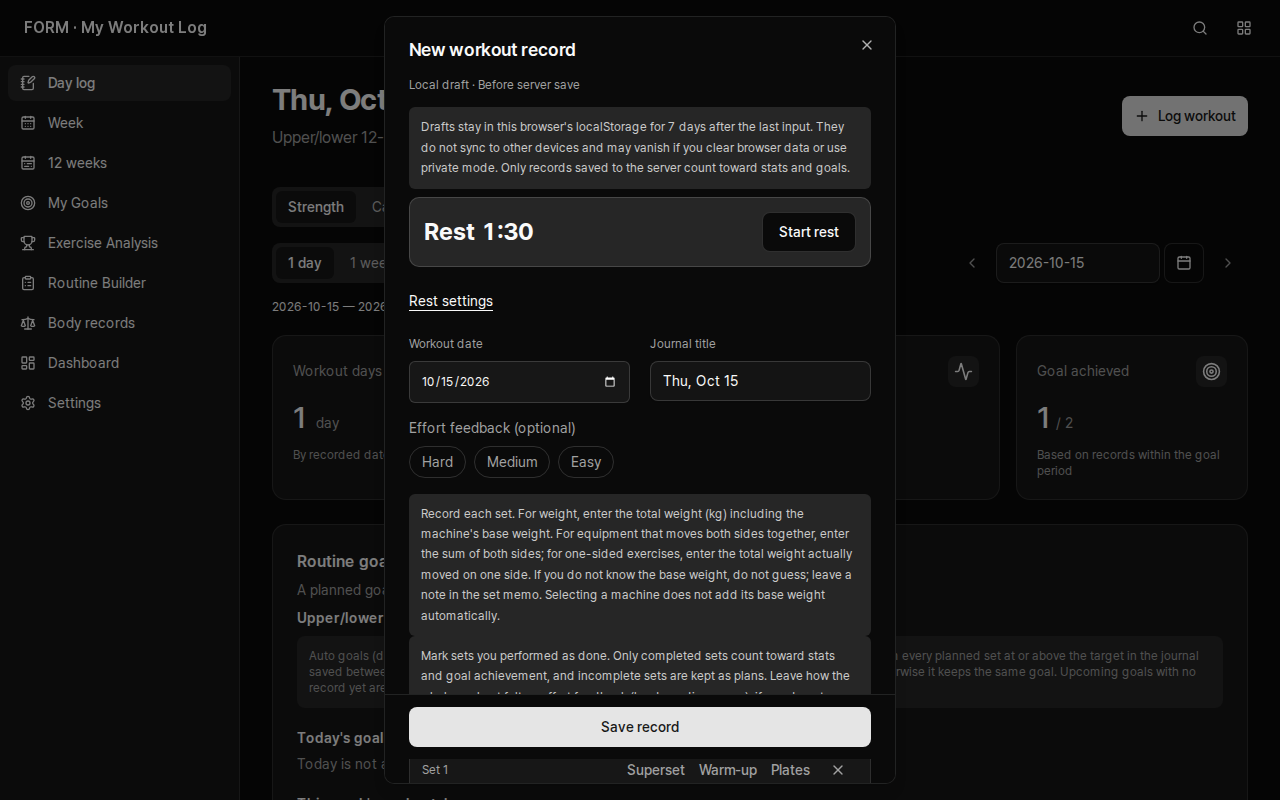 FORM · My Workout Log
Day log
Week
12 weeks
My Goals
Exercise Analysis
Routine Builder
Body records
Dashboard
Settings
Thu, Oct
Upper/lower 12-
Log workout
Strength
1 day
1 wee
2026-10-15
2026-10-15 — 2026
Workout days
1 day
By recorded date
Goal achieved
1 / 2
Based on records within the goal
period
Routine goa
A planned goa
Upper/lower
Auto goals (d
saved betwee
record yet are
every planned set at or above the target in the journal
rwise it keeps the same goal. Upcoming goals with no
Today's goal
Today is not a
New workout record
Local draft · Before server save
Drafts stay in this browser's localStorage for 7 days after the last input. They
do not sync to other devices and may vanish if you clear browser data or use
private mode. Only records saved to the server count toward stats and goals.
Rest 1:30
Start rest
Rest settings
Workout date
Journal title
10/15/2026
Thu, Oct 15
Effort feedback (optional)
Hard
Medium
Easy
Record each set. For weight, enter the total weight (kg) including the
machine's base weight. For equipment that moves both sides together, enter
the sum of both sides; for one-sided exercises, enter the total weight actually
moved on one side. If you do not know the base weight, do not guess; leave a
note in the set memo. Selecting a machine does not add its base weight
automatically.
Mark sets you performed as done. Only completed sets count toward stats
and goal achievement, and incomplete sets are kept as plans. Leave how the
Save record
Set 1
Superset
Warm-up
Plates